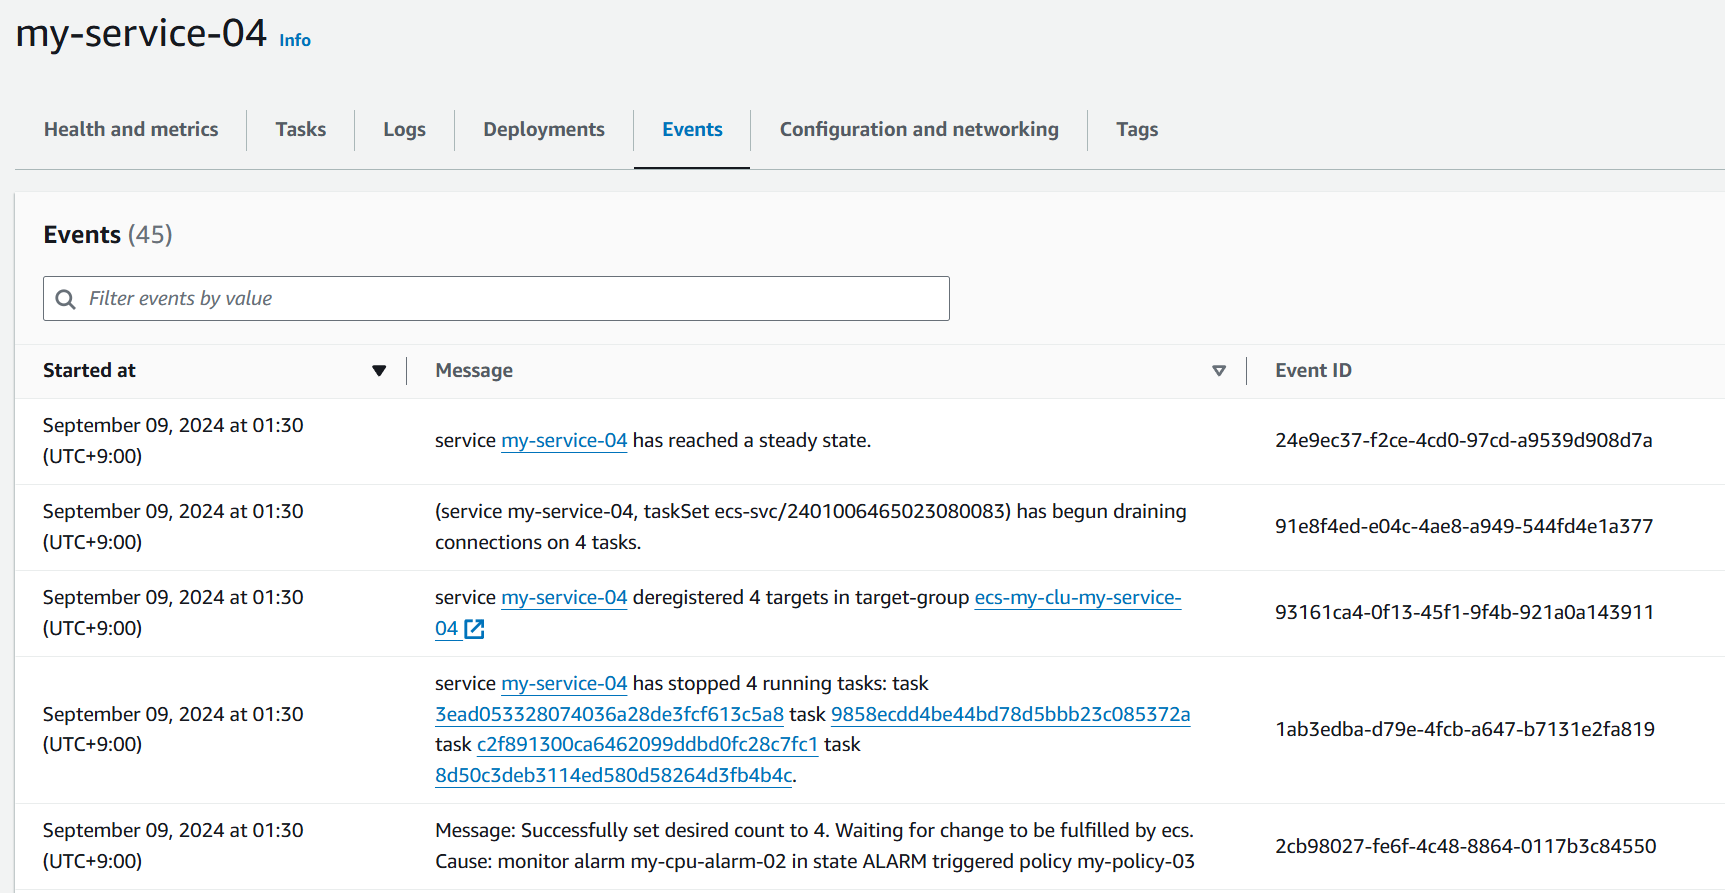 my-service-04 Info
Health and metrics Tasks Logs Deployments Events Configuration and networking Tags
Events (45)
Filter events by value
Started at Message Event ID
September 09, 2024 at 01:30
(UTC+9:00)
service my-service-04 has reached a steady state.
24e9ec37-f2ce-4cd0-97cd-a9539d908d7a
September 09, 2024 at 01:30
(UTC+9:00)
(service my-service-04, taskSet ecs-svc/2401006465023080083) has begun draining
connections on 4 tasks.
91e8f4ed-e04c-4ae8-a949-544fd4e1a377
September 09, 2024 at 01:30
(UTC+9:00)
service my-service-04 deregistered 4 targets in target-group ecs-my-clu-my-service-
04
93161ca4-0f13-45f1-9f4b-921a0a143911
September 09, 2024 at 01:30
(UTC+9:00)
service my-service-04 has stopped 4 running tasks: task
3ead053328074036a28de3fcf613c5a8 task 9858ecdd4be44bd78d5bbb23c085372a
task c2f891300ca6462099ddbd0fc28c7fc1 task
8d50c3deb3114ed580d58264d3fb4b4c.
1ab3edba-d79e-4fcb-a647-b7131e2fa819
September 09, 2024 at 01:30
(UTC+9:00)
Message: Successfully set desired count to 4. Waiting for change to be fulfilled by ecs.
Cause: monitor alarm my-cpu-alarm-02 in state ALARM triggered policy my-policy-03
2cb98027-fe6f-4c48-8864-0117b3c84550